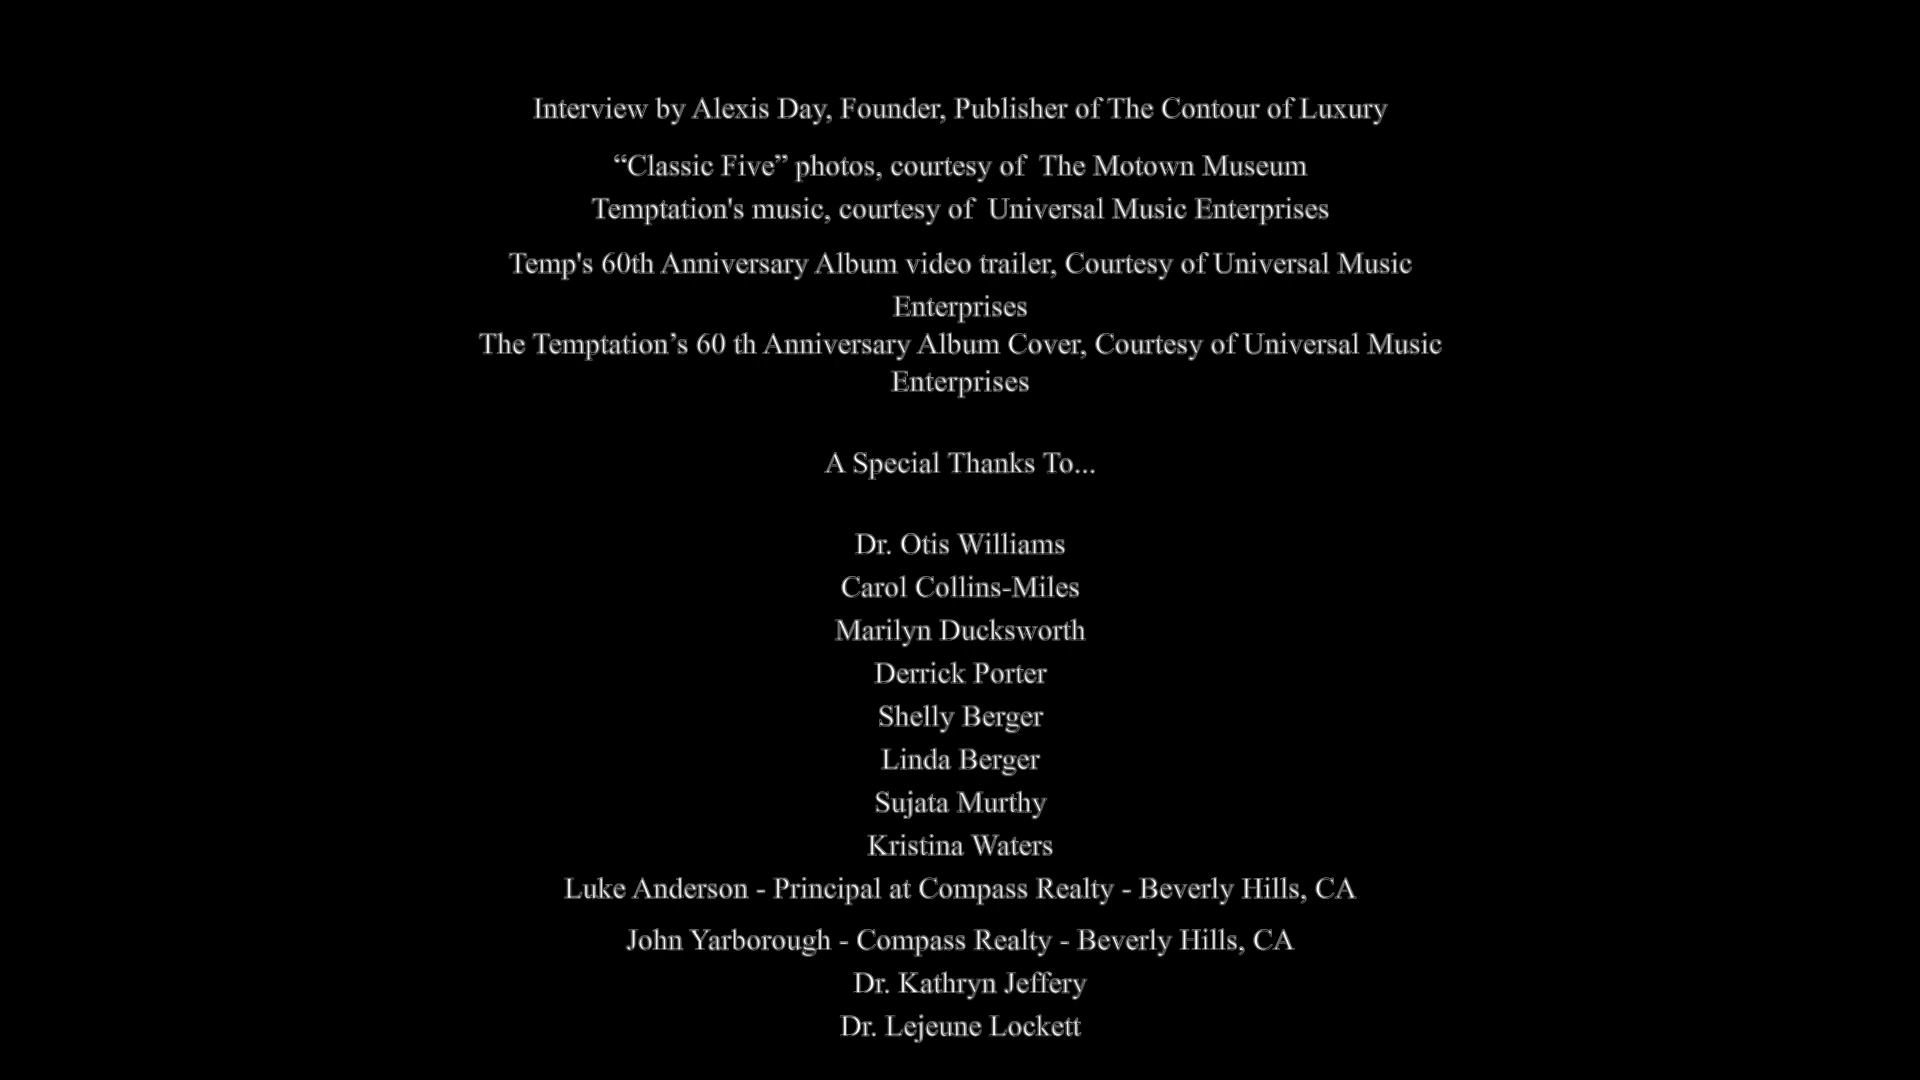 Interview by Alexis Day, Founder, Publisher of The Contour of Luxury
“Classic Five” photos, courtesy of  The Motown Museum
Temptation's music, courtesy of  Universal Music Enterprises
Temp's 60th Anniversary Album video trailer, Courtesy of Universal Music
Enterprises
The Temptation’s 60 th Anniversary Album Cover, Courtesy of Universal Music
Enterprises
A Special Thanks To...
Dr. Otis Williams
Carol Collins-Miles
Marilyn Ducksworth
Derrick Porter
Shelly Berger
Linda Berger
Sujata Murthy
Kristina Waters
Luke Anderson - Principal at Compass Realty - Beverly Hills, CA
John Yarborough - Compass Realty - Beverly Hills, CA
Dr. Kathryn Jeffery
Dr. Lejeune Lockett